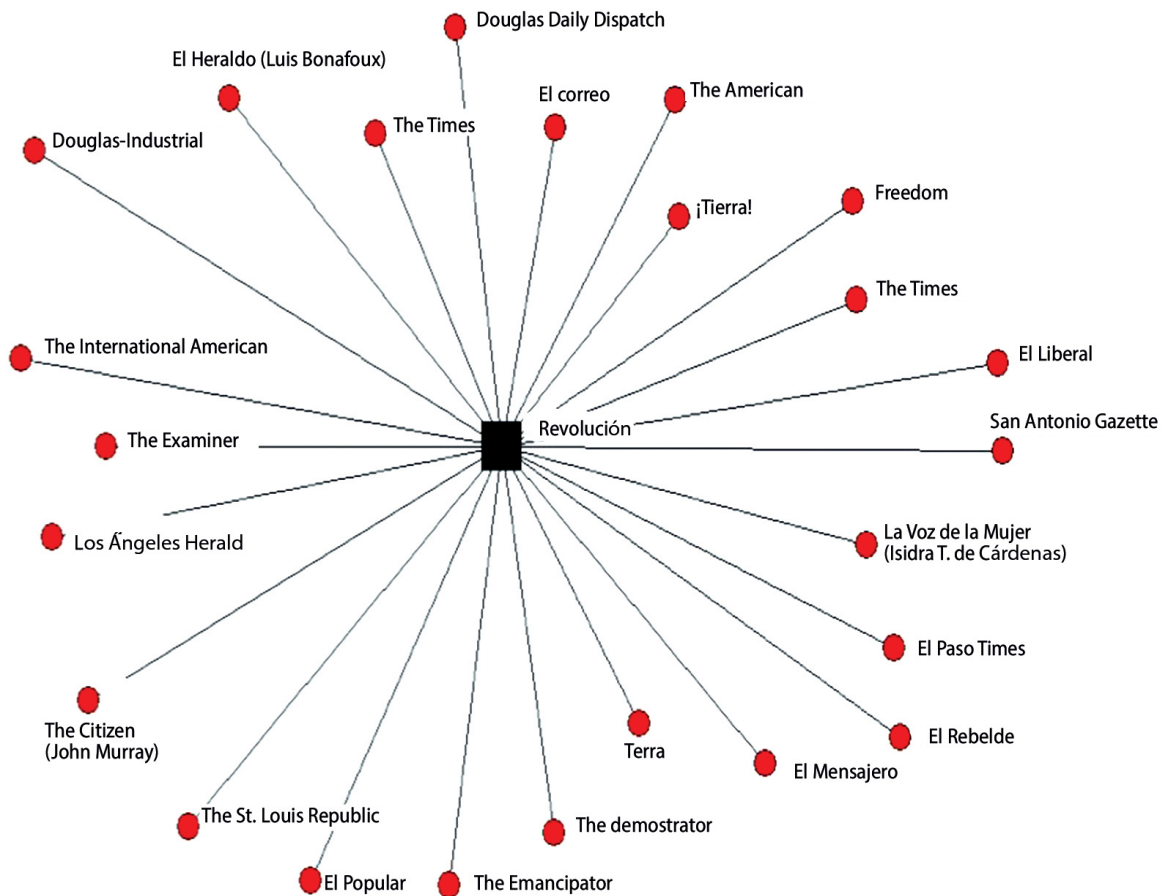 Douglas Daily Dispatch
El Heraldo (Luis Bonafoux)
El correo
The American
The Times
Douglas-Industrial
Freedom
¡Tierra!
The Times
The International American
El Liberal
San Antonio Gazette
Revolución
The Examiner
La Voz de la Mujer
(Isidra T. de Cárdenas)
Los Ángeles Herald
El Paso Times
The Citizen
(John Murray)
El Rebelde
Terra
El Mensajero
The St. Louis Republic
The demostrator
El Popular
The Emancipator